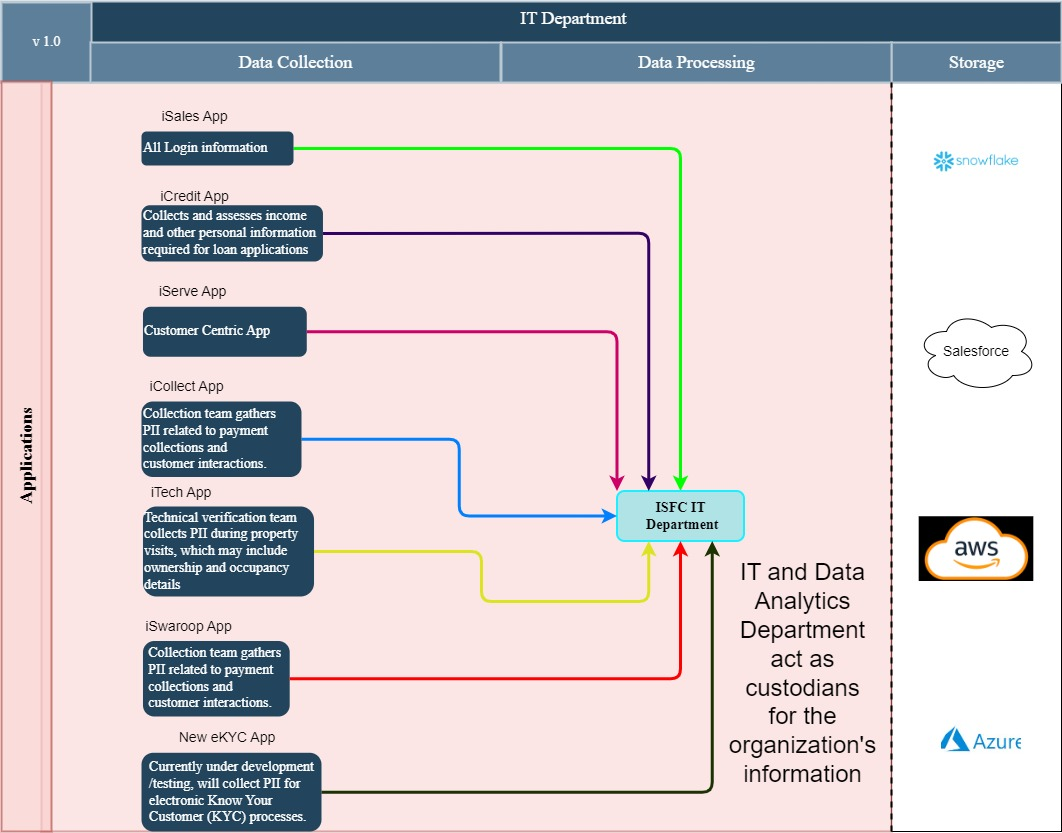 v 1.0
IT Department
Data Collection
Data Processing
Storage
Applications
iSales App
All Login information
iCredit App
Collects and assesses income
and other personal information
required for loan applications
iServe App
Customer Centric App
iCollect App
Collection team gathers
PII related to payment
collections and
customer interactions.
iTech App
Technical verification team
collects PII during property
visits, which may include
ownership and occupancy
details
iSwaroop App
Collection team gathers
PII related to payment
collections and
customer interactions.
New eKYC App
Currently under development
/testing, will collect PII for
electronic Know Your
Customer (KYC) processes.
ISFC IT
Department
IT and Data
Analytics
Department
act as
custodians
for the
organization's
information
snowflake
Salesforce
aws
Azure